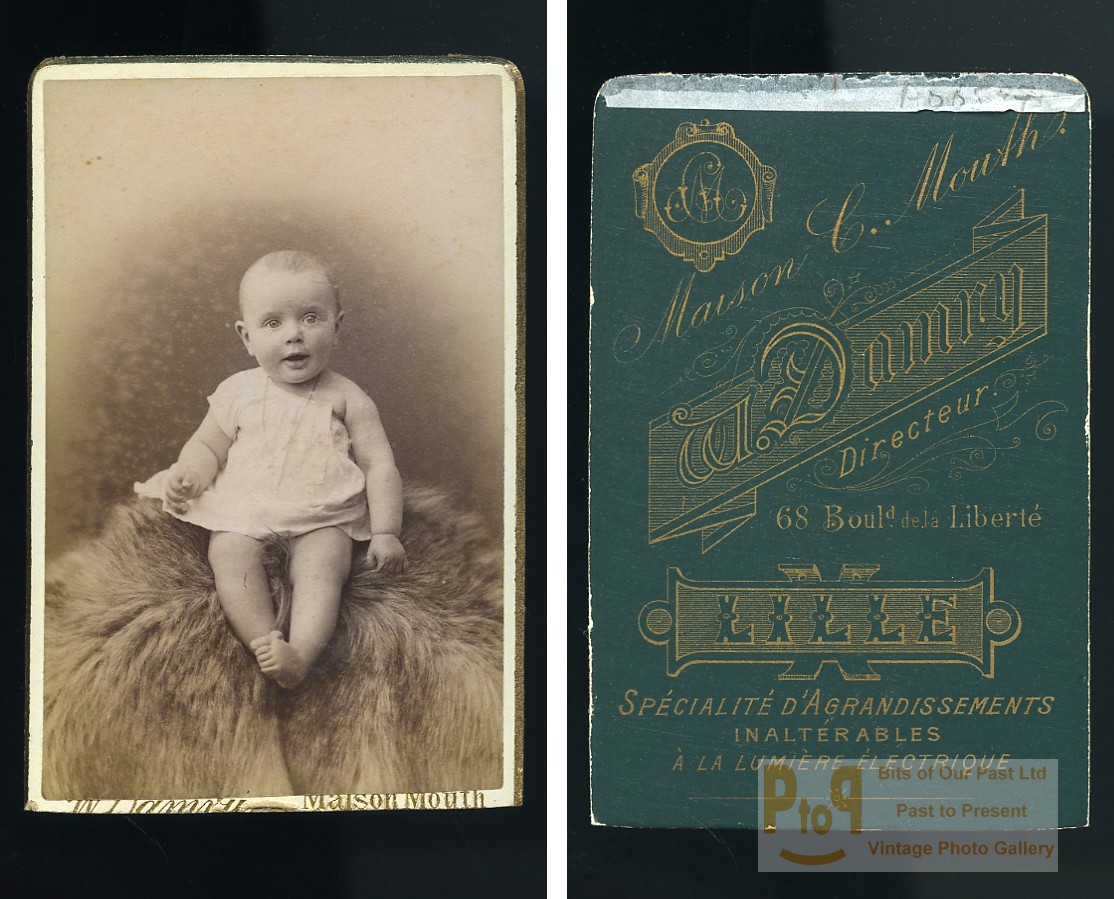 W. Damry Maison Mouth
Maison C. Mouth.
W. Damry
Directeur.
68 Boulᵈ de la Liberté
LILLE
SPÉCIALITÉ D'AGRANDISSEMENTS
INALTÉRABLES
À LA LUMIÈRE ÉLECTRIQUE
PtoP
Bits of Our Past Ltd
Past to Present
Vintage Photo Gallery